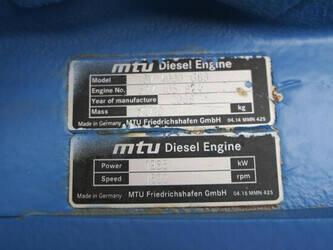 mtu Diesel Engine
Model
Engine No.
Year of manufacture
Mass kg
MTU Friedrichshafen GmbH
Made in Germany 04.14 MMN 425
mtu Diesel Engine
Power kW
Speed rpm
MTU Friedrichshafen GmbH
Made in Germany 04.15 MMN 425